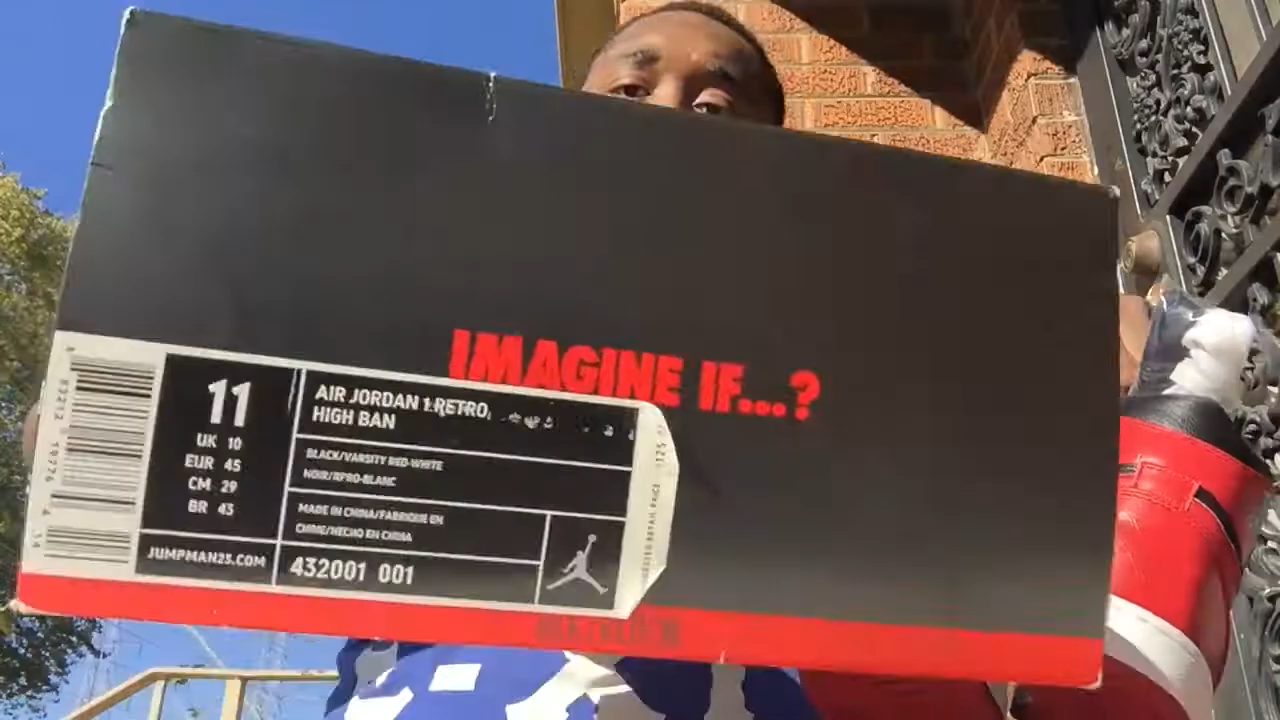 IMAGINE IF...?
11
UK 10
EUR 45
CM 29
BR 43
JUMPMAN23.COM
AIR JORDAN 1 RETRO
HIGH BAN
BLACK/VARSITY RED-WHITE
NOIR/RPRO-BLANC
MADE IN CHINA/FABRIQUE EN
CHINE/HECHO EN CHINA
432001 001